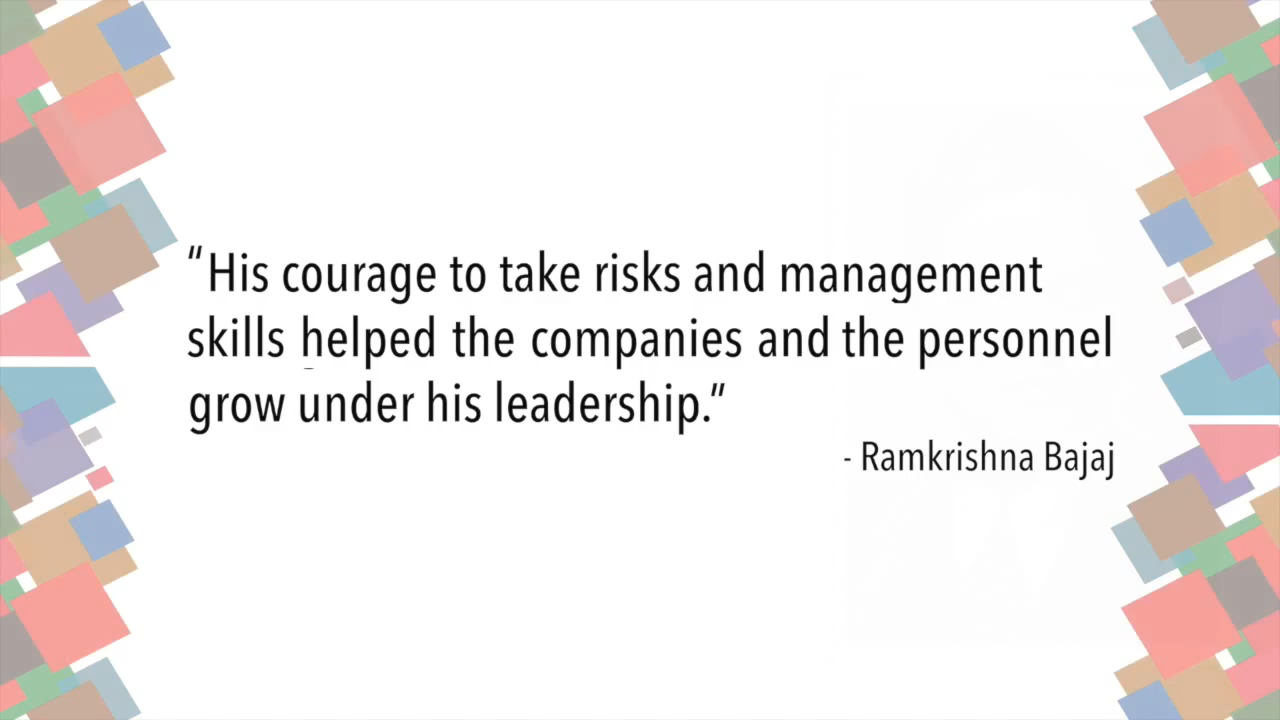 “His courage to take risks and management
skills helped the companies and the personnel
grow under his leadership.”
- Ramkrishna Bajaj